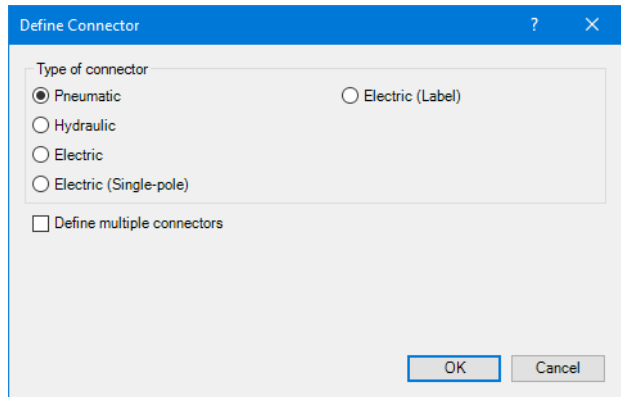 Define Connector ?
Type of connector
Pneumatic Electric (Label)
Hydraulic
Electric
Electric (Single-pole)
Define multiple connectors
OK Cancel